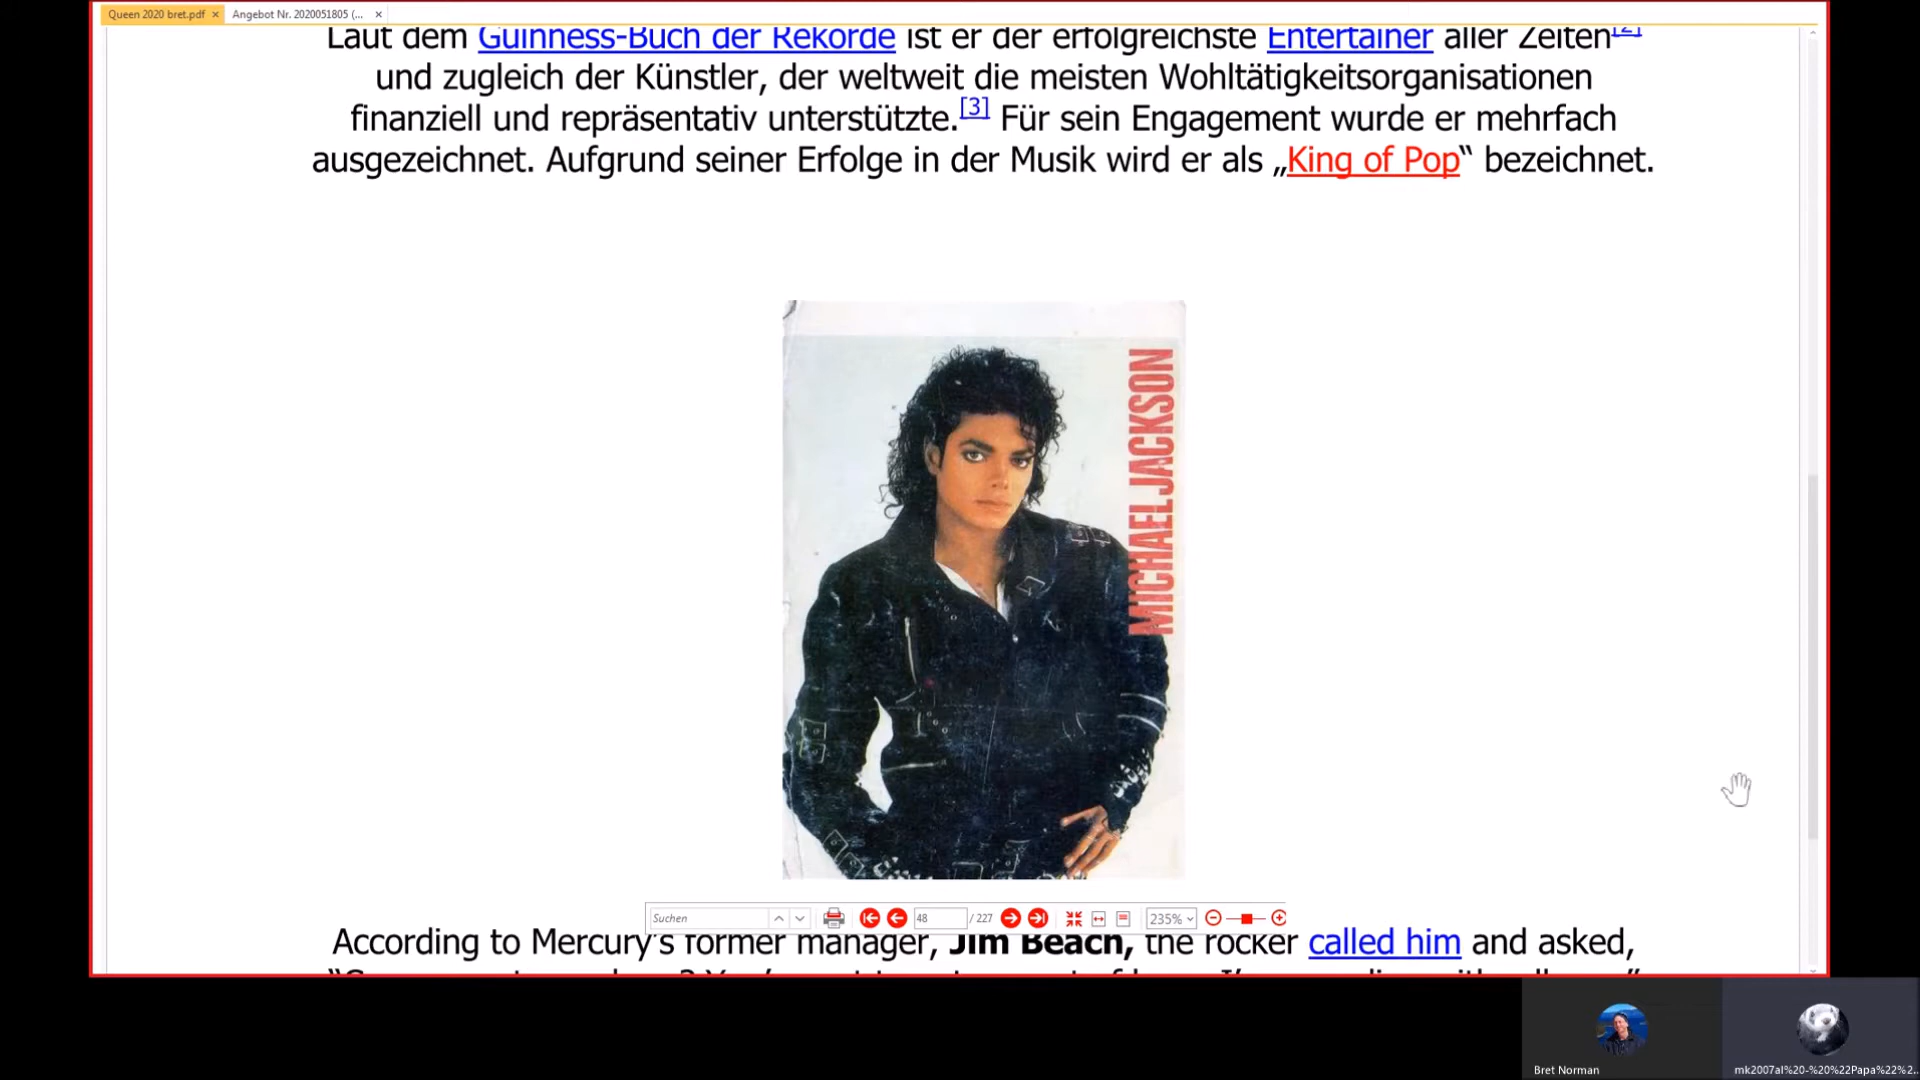 Queen 2020 bret.pdf
Angebot Nr. 2020051805 (...
Laut dem Guinness-Buch der Rekorde ist er der erfolgreichste Entertainer aller Zeiten[2]
und zugleich der Künstler, der weltweit die meisten Wohltätigkeitsorganisationen
finanziell und repräsentativ unterstützte.[3] Für sein Engagement wurde er mehrfach
ausgezeichnet. Aufgrund seiner Erfolge in der Musik wird er als „King of Pop“ bezeichnet.
MICHAEL JACKSON
Suchen
48
/ 227
235%
According to Mercury's former manager, Jim Beach, the rocker called him and asked,
Bret Norman
mk2007al%20-%20%22Papa%22%2...